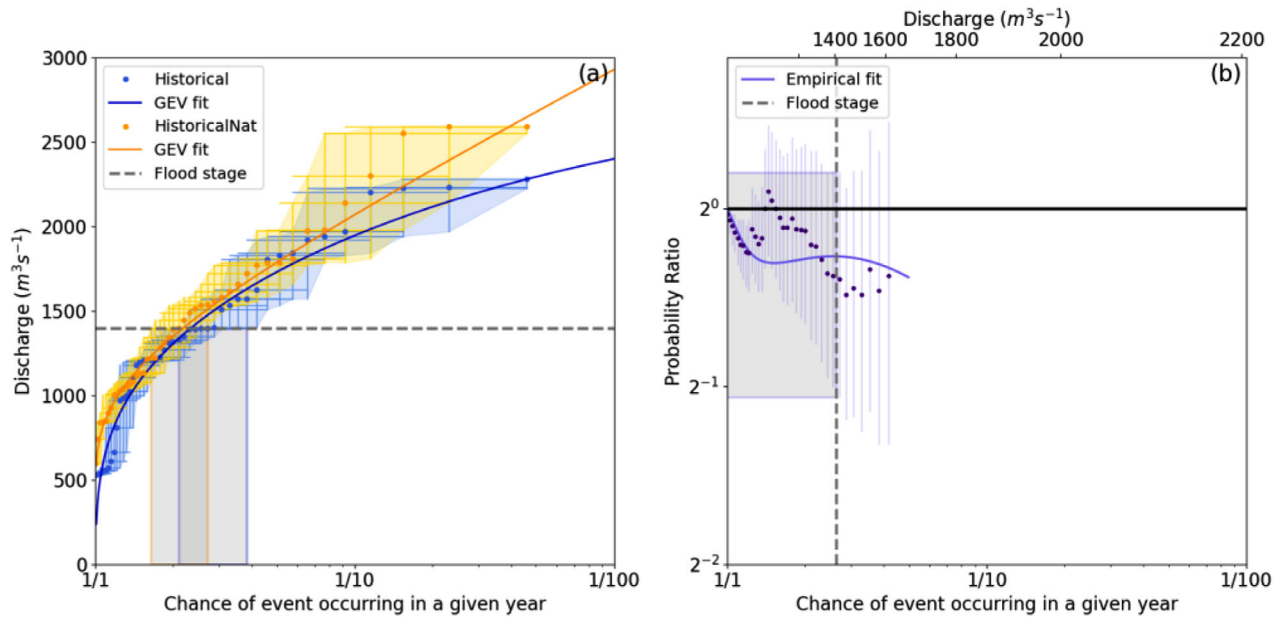 (a)
Historical
GEV fit
HistoricalNat
GEV fit
Flood stage
3000
2500
2000
1500
1000
500
0
Discharge (m³s⁻¹)
1/1
1/10
1/100
Chance of event occurring in a given year
Discharge (m³s⁻¹)
1400
1600
1800
2000
2200
(b)
Empirical fit
Flood stage
2⁰
2⁻¹
2⁻²
Probability Ratio
1/1
1/10
1/100
Chance of event occurring in a given year